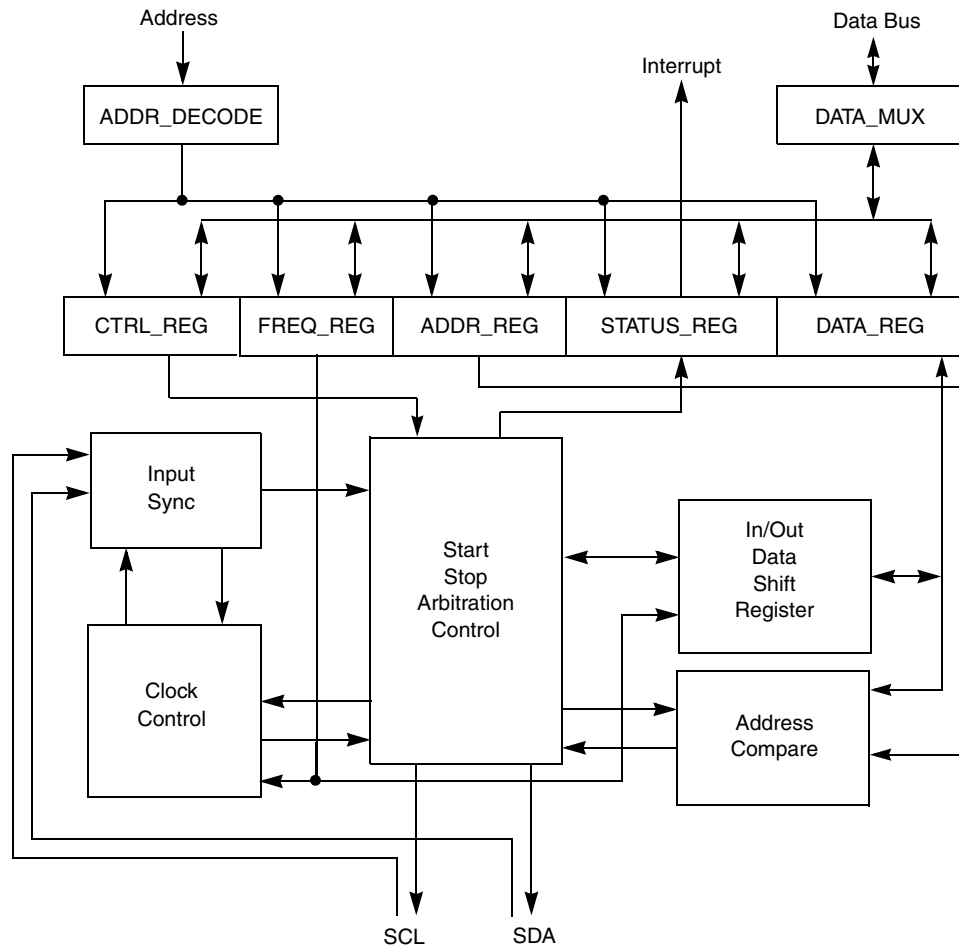 Address
Data Bus
Interrupt
ADDR_DECODE
DATA_MUX
CTRL_REG
FREQ_REG
ADDR_REG
STATUS_REG
DATA_REG
Input
Sync
Start
Stop
Arbitration
Control
In/Out
Data
Shift
Register
Clock
Control
Address
Compare
SCL
SDA